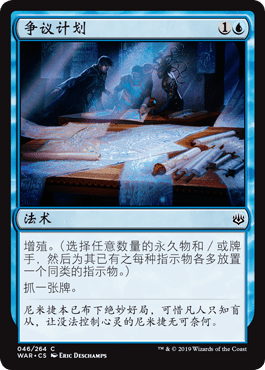 争议计划 1
法术
增殖。（选择任意数量的永久物和／或牌
手，然后为其已有之每种指示物各多放置
一个同类的指示物。）
抓一张牌。
尼米捷本已布下绝妙好局，可惜凡人只知盲
从，让没法控制心灵的尼米捷无可奈何。
046/264 C
WAR • CS ERIC DESCHAMPS
™ & © 2019 Wizards of the Coast